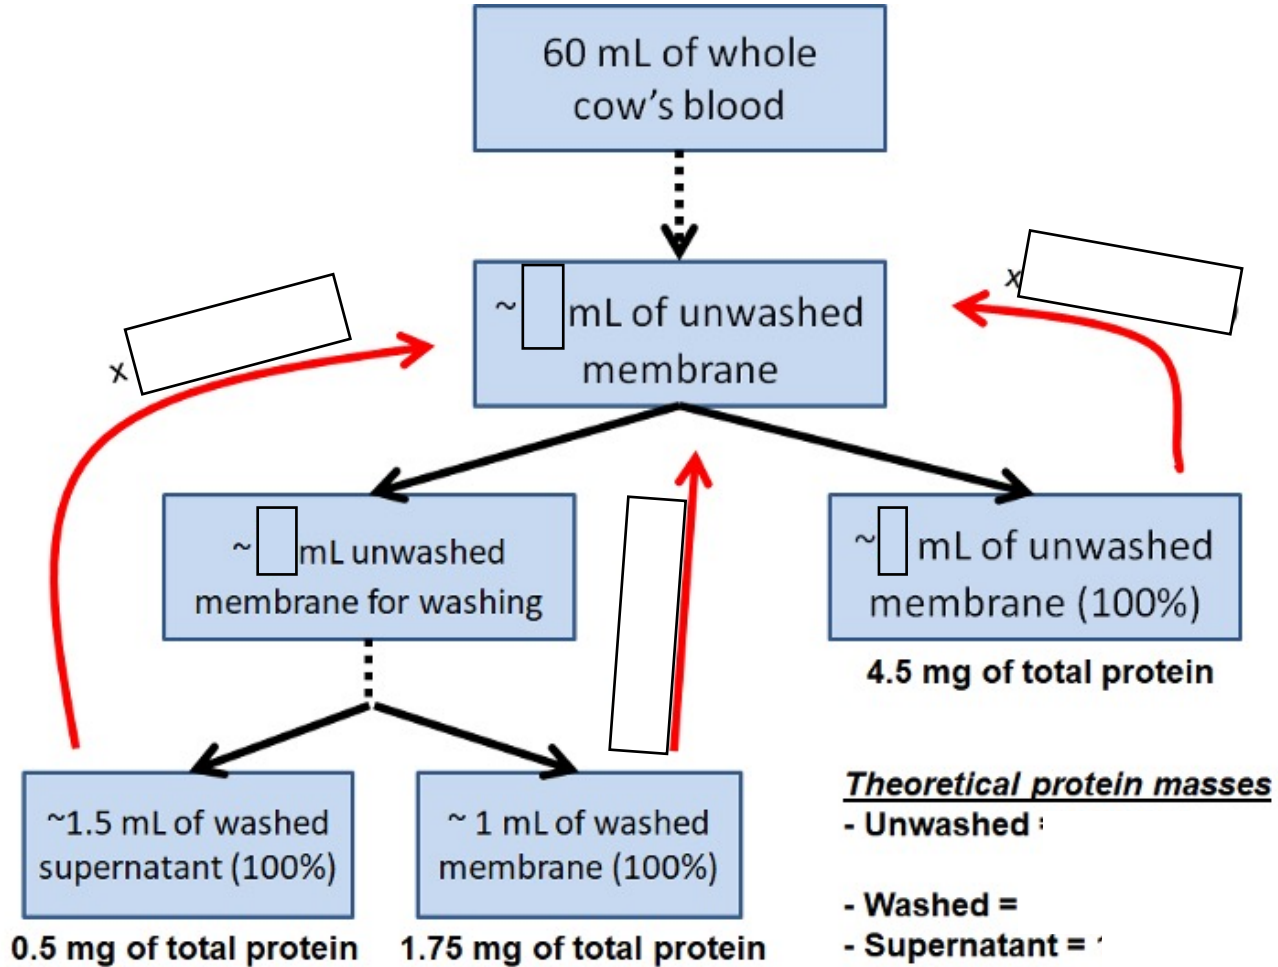 60 mL of whole
cow's blood
x
~ mL of unwashed
membrane
x
~ mL unwashed
membrane for washing
~ mL of unwashed
membrane (100%)
4.5 mg of total protein
~1.5 mL of washed
supernatant (100%)
0.5 mg of total protein
~ 1 mL of washed
membrane (100%)
1.75 mg of total protein
Theoretical protein masses
- Unwashed
- Washed =
- Supernatant =